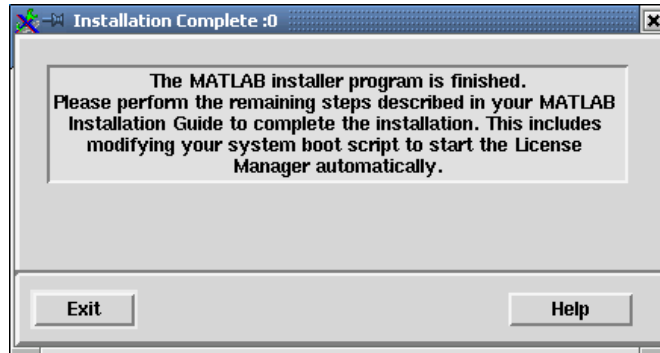 Installation Complete :0
The MATLAB installer program is finished.
Please perform the remaining steps described in your MATLAB
Installation Guide to complete the installation. This includes
modifying your system boot script to start the License
Manager automatically.
Exit
Help